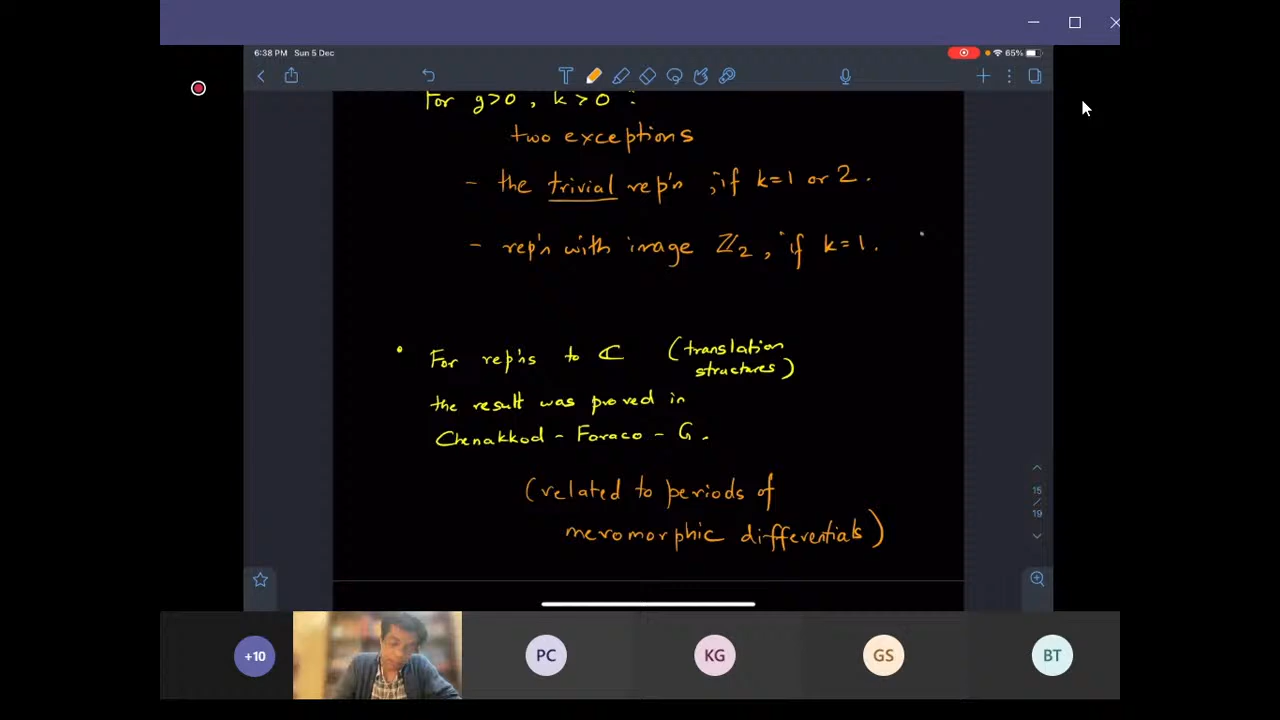 6:38 PM Sun 5 Dec
65%
For g>0, k>0 :
two exceptions
- the trivial rep'n, if k=1 or 2.
- rep'n with image ℤ₂, if k=1.
• For rep'ns to ℂ (translation
structures)
the result was proved in
Chenakkod - Faraco - G.
(related to periods of
meromorphic differentials)
15
/
19
+10
PC
KG
GS
BT